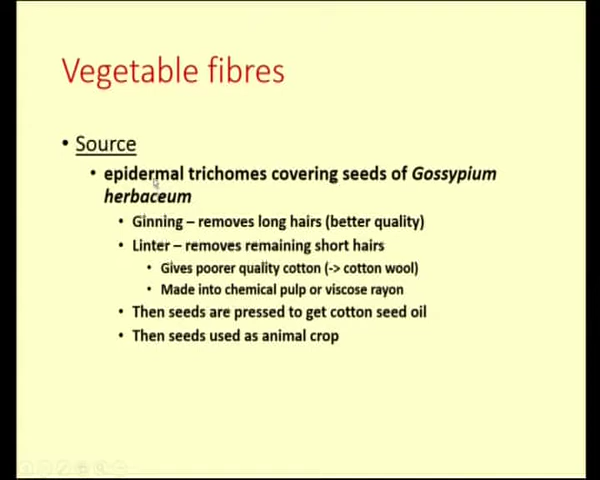 Vegetable fibres
• Source
• epidermal trichomes covering seeds of Gossypium
herbaceum
• Ginning – removes long hairs (better quality)
• Linter – removes remaining short hairs
• Gives poorer quality cotton (-> cotton wool)
• Made into chemical pulp or viscose rayon
• Then seeds are pressed to get cotton seed oil
• Then seeds used as animal crop